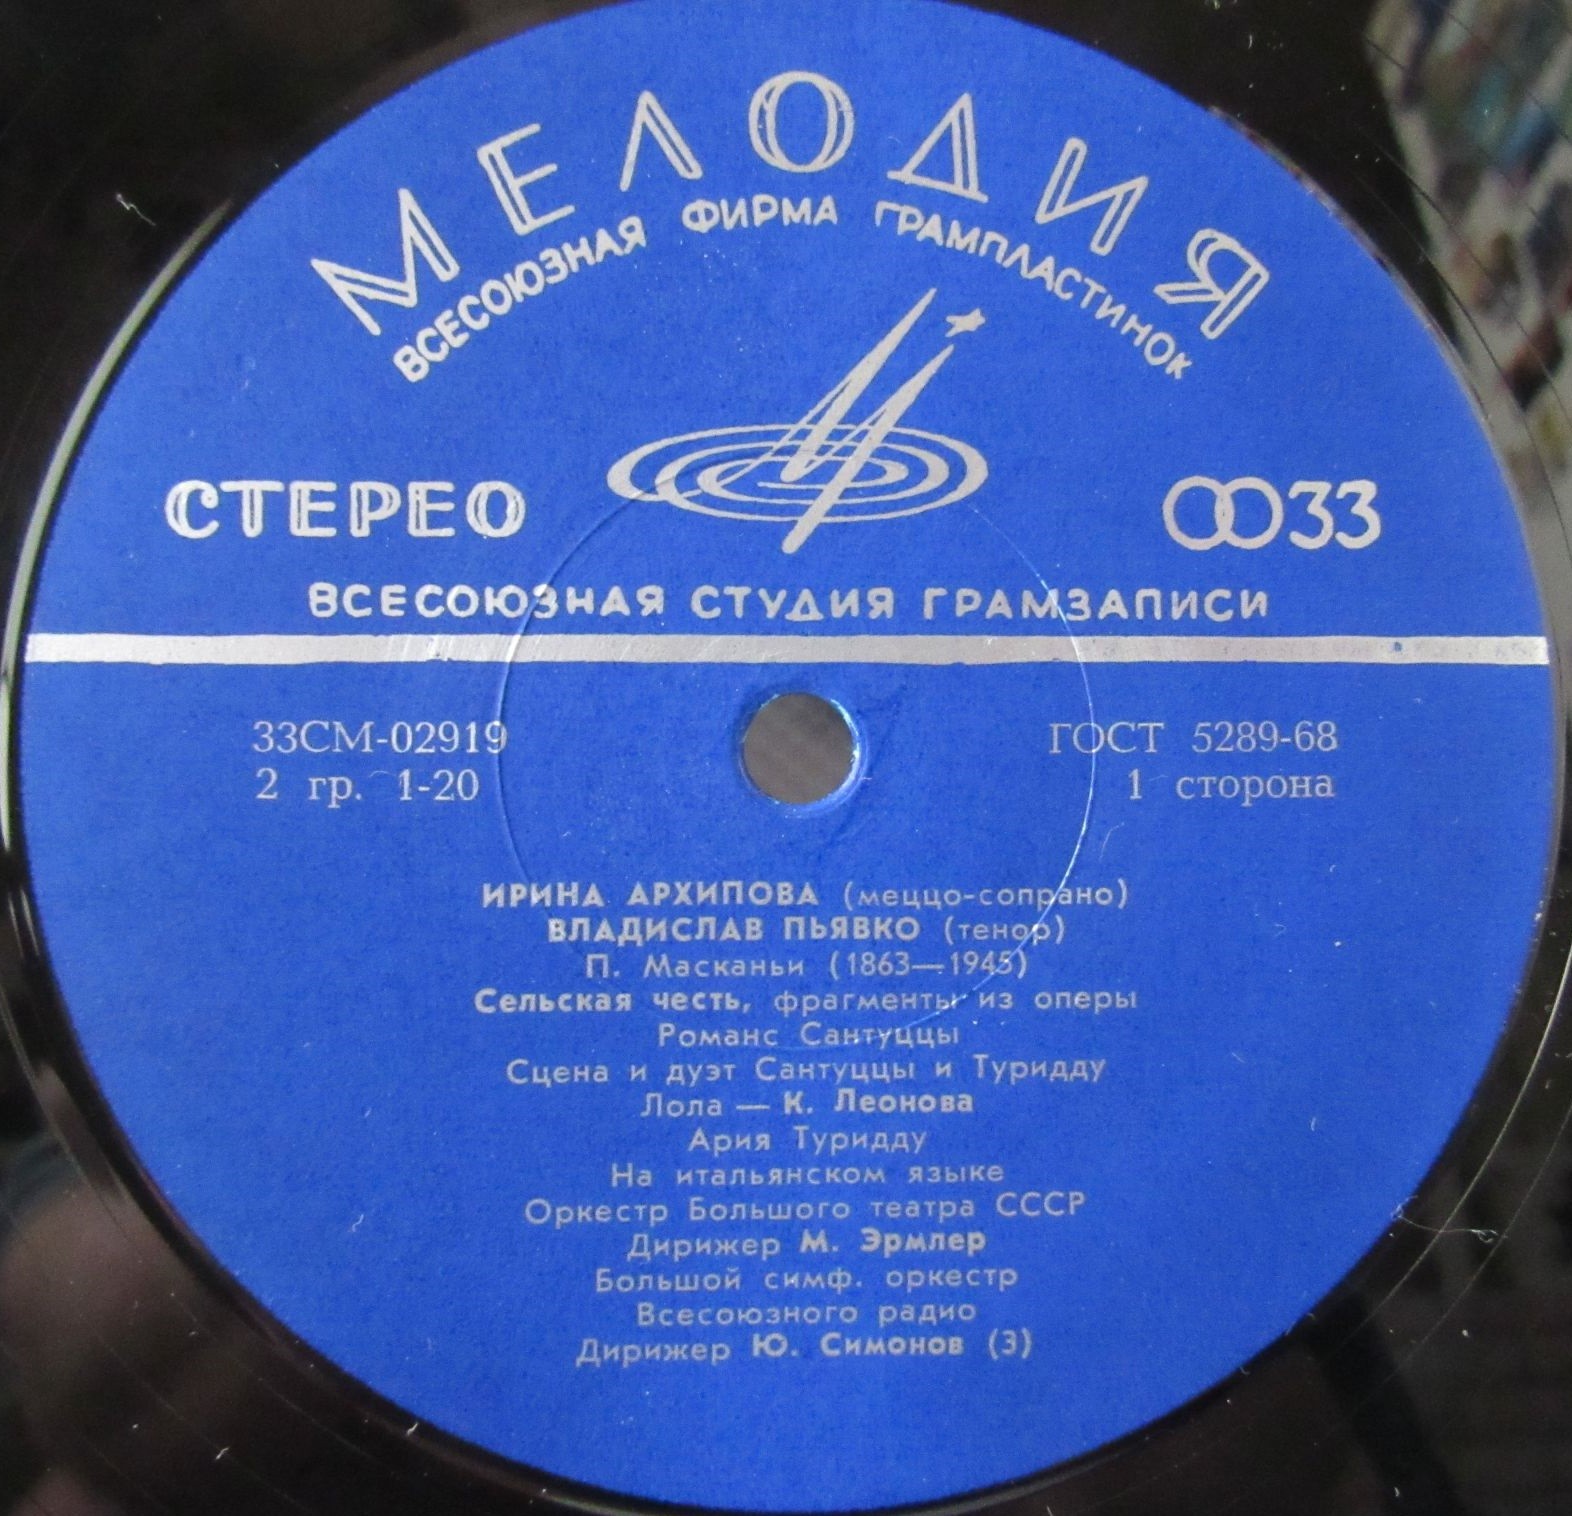 МЕЛОДИЯ
ВСЕСОЮЗНАЯ ФИРМА ГРАМПЛАСТИНОК
СТЕРЕО
33
ВСЕСОЮЗНАЯ СТУДИЯ ГРАМЗАПИСИ
33СМ-02919
ГОСТ 5289-68
2 гр. 1-20
1 сторона
ИРИНА АРХИПОВА (меццо-сопрано)
ВЛАДИСЛАВ ПЬЯВКО (тенор)
П. Масканьи (1863—1945)
Сельская честь, фрагменты из оперы
Романс Сантуццы
Сцена и дуэт Сантуццы и Туридду
Лола — К. Леонова
Ария Туридду
На итальянском языке
Оркестр Большого театра СССР
Дирижер М. Эрмлер
Большой симф. оркестр
Всесоюзного радио
Дирижер Ю. Симонов (3)